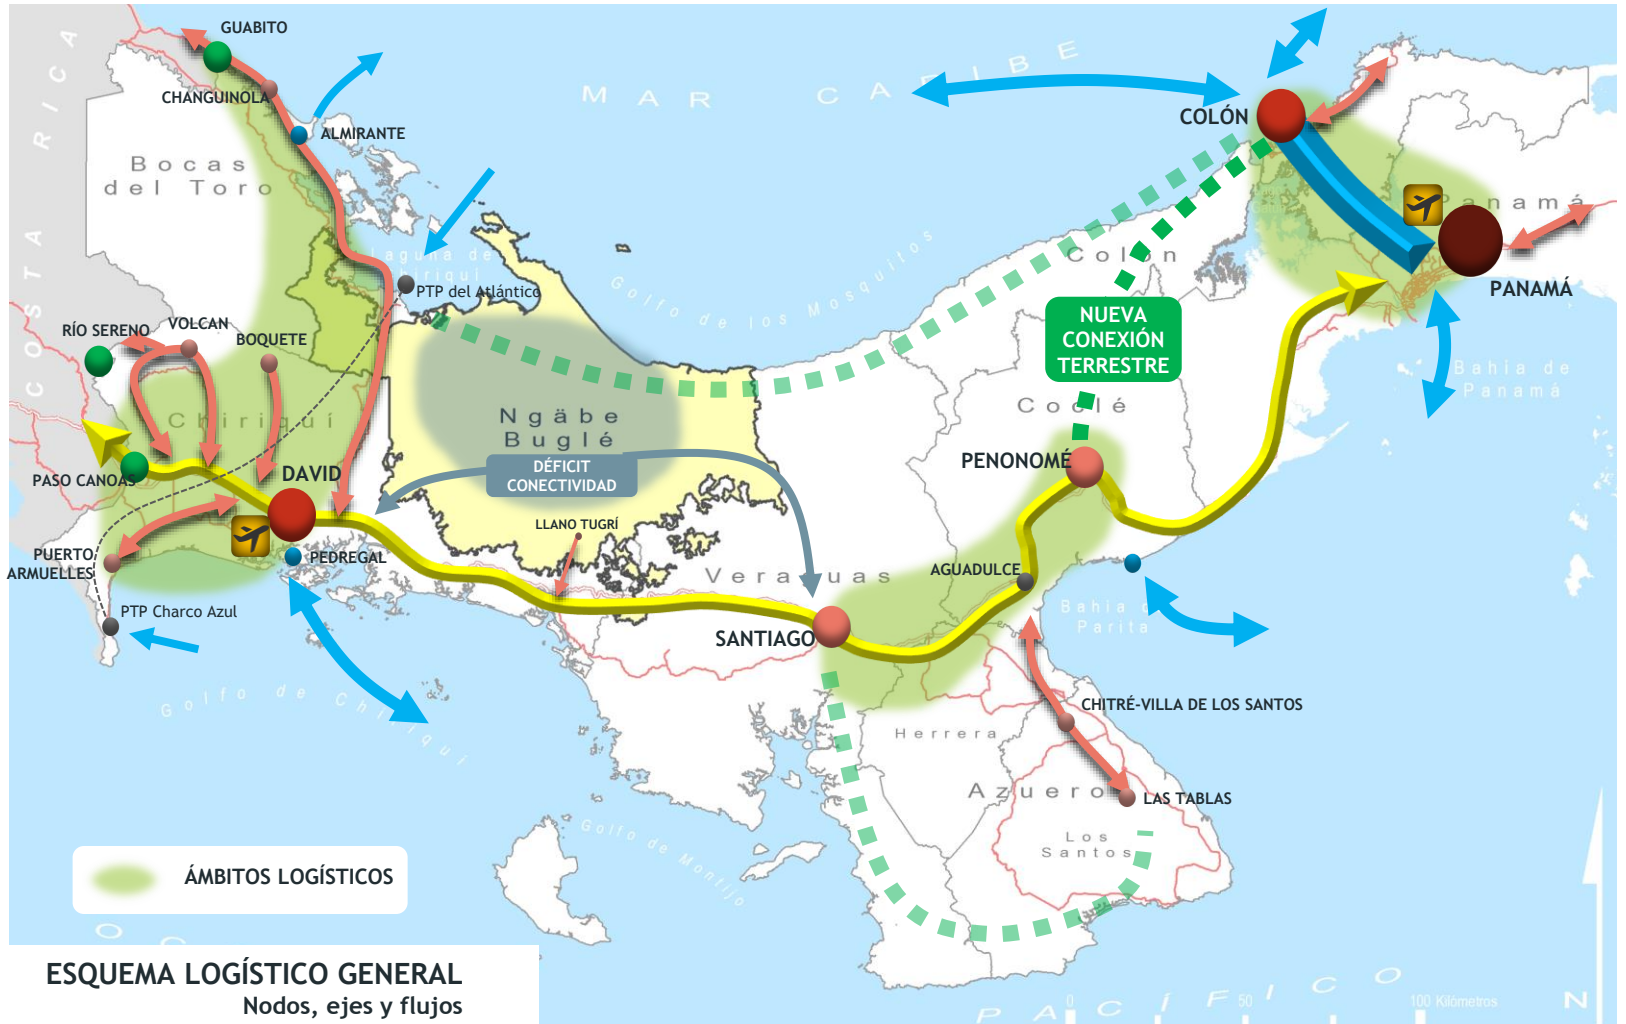 GUABITO
CHANGUINOLA
ALMIRANTE
COSTA RICA
Bocas
del Toro
MAR CARIBE
COLÓN
Panamá
PANAMÁ
Laguna de
Chiriquí
PTP del Atlántico
Golfo de los Mosquitos
Colón
NUEVA
CONEXIÓN
TERRESTRE
Bahia de
Panamá
RÍO SERENO
VOLCAN
BOQUETE
Chiriquí
Ngäbe
Buglé
DÉFICIT
CONECTIVIDAD
Coclé
PENONOMÉ
PASO CANOAS
DAVID
LLANO TUGRÍ
PUERTO
ARMUELLES
PEDREGAL
Veraguas
AGUADULCE
PTP Charco Azul
SANTIAGO
Bahia de
Parita
Golfo de Chiriquí
CHITRÉ-VILLA DE LOS SANTOS
Herrera
Azuero
LAS TABLAS
Golfo de Montijo
Los
Santos
ÁMBITOS LOGÍSTICOS
ESQUEMA LOGÍSTICO GENERAL
Nodos, ejes y flujos
PACÍFICO
0 50 100 Kilómetros
N